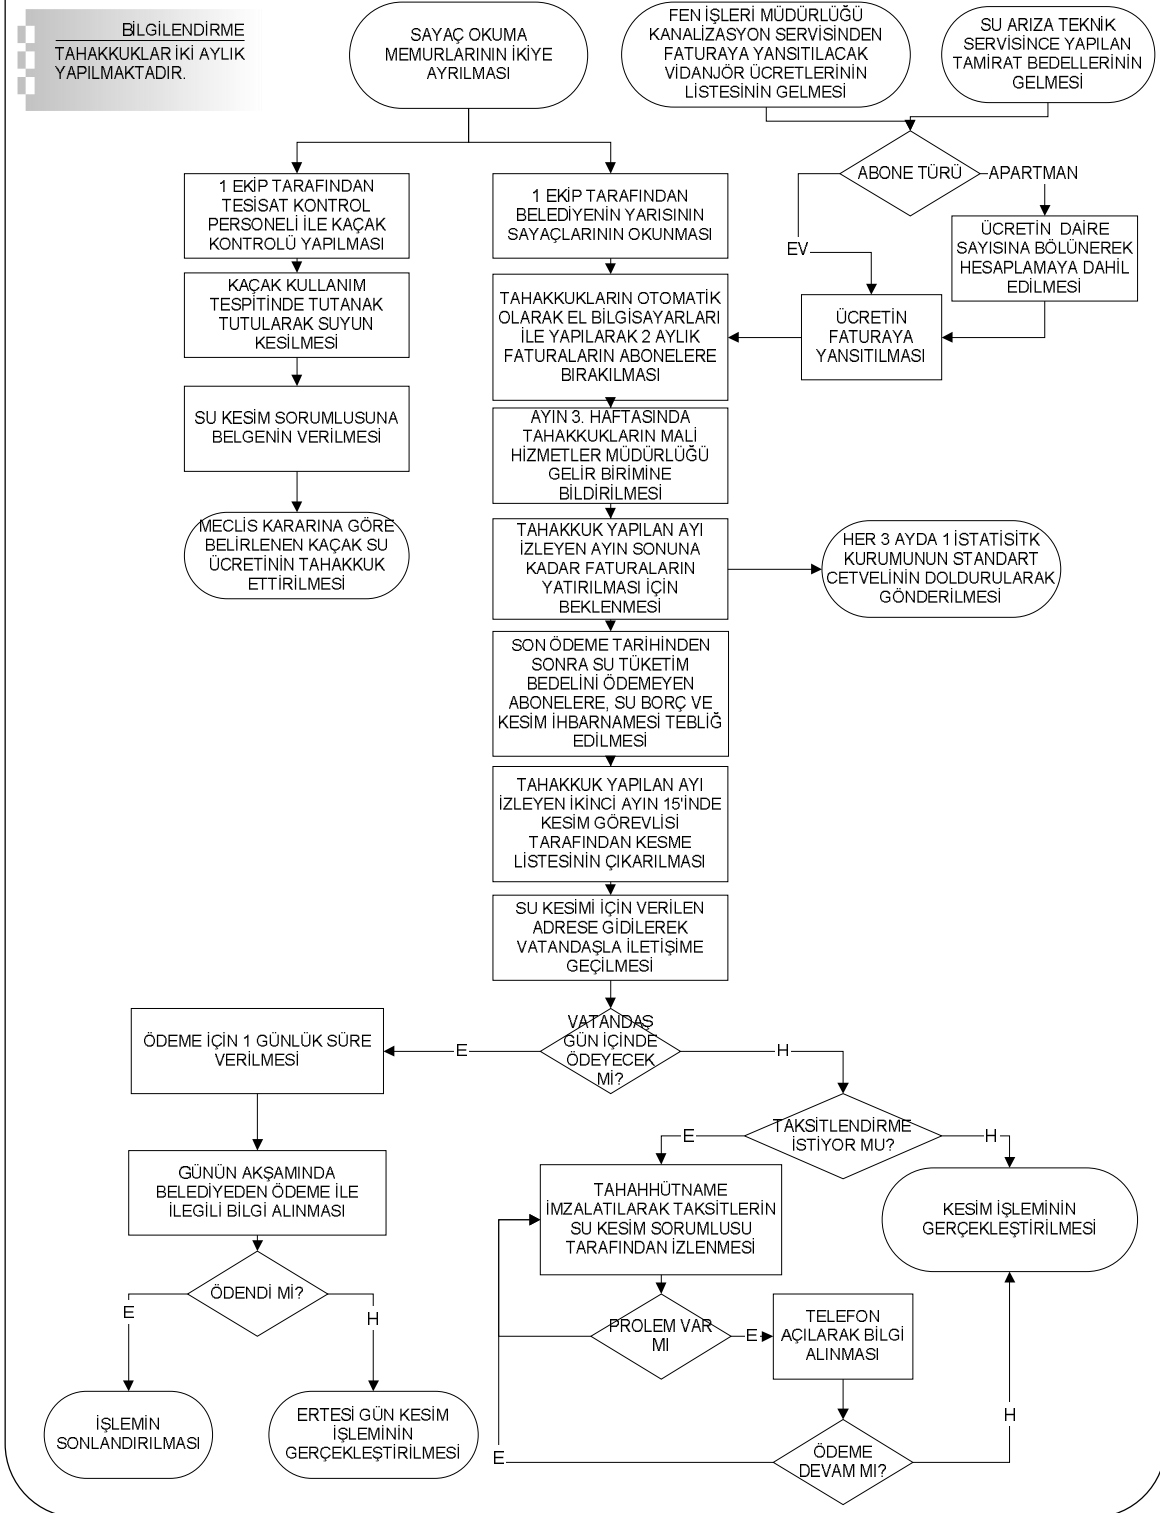 BİLGİLENDİRME
TAHAKKUKLAR İKİ AYLIK
YAPILMAKTADIR.
SAYAÇ OKUMA
MEMURLARININ İKİYE
AYRILMASI
FEN İŞLERİ MÜDÜRLÜĞÜ
KANALİZASYON SERVİSİNDEN
FATURAYA YANSITILACAK
VİDANJÖR ÜCRETLERİNİN
LİSTESİNİN GELMESİ
SU ARIZA TEKNİK
SERVİSİNCE YAPILAN
TAMİRAT BEDELLERİNİN
GELMESİ
ABONE TÜRÜ
APARTMAN
EV
1 EKİP TARAFINDAN
TESİSAT KONTROL
PERSONELİ İLE KAÇAK
KONTROLÜ YAPILMASI
1 EKİP TARAFINDAN
BELEDİYENİN YARISININ
SAYAÇLARININ OKUNMASI
ÜCRETİN DAİRE
SAYISINA BÖLÜNEREK
HESAPLAMAYA DAHİL
EDİLMESİ
KAÇAK KULLANIM
TESPİTİNDE TUTANAK
TUTULARAK SUYUN
KESİLMESİ
TAHAKKUKLARIN OTOMATİK
OLARAK EL BİLGİSAYARLARI
İLE YAPILARAK 2 AYLIK
FATURALARIN ABONELERE
BIRAKILMASI
ÜCRETİN
FATURAYA
YANSITILMASI
SU KESİM SORUMLUSUNA
BELGENİN VERİLMESİ
AYIN 3. HAFTASINDA
TAHAKKUKLARIN MALİ
HİZMETLER MÜDÜRLÜĞÜ
GELİR BİRİMİNE
BİLDİRİLMESİ
MECLİS KARARINA GÖRE
BELİRLENEN KAÇAK SU
ÜCRETİNİN TAHAKKUK
ETTİRİLMESİ
TAHAKKUK YAPILAN AYI
İZLEYEN AYIN SONUNA
KADAR FATURALARIN
YATIRILMASI İÇİN
BEKLENMESİ
HER 3 AYDA 1 İSTATİSİTK
KURUMUNUN STANDART
CETVELİNİN DOLDURULARAK
GÖNDERİLMESİ
SON ÖDEME TARİHİNDEN
SONRA SU TÜKETİM
BEDELİNİ ÖDEMEYEN
ABONELERE, SU BORÇ VE
KESİM İHBARNAMESİ TEBLİĞ
EDİLMESİ
TAHAKKUK YAPILAN AYI
İZLEYEN İKİNCİ AYIN 15'İNDE
KESİM GÖREVLİSİ
TARAFINDAN KESME
LİSTESİNİN ÇIKARILMASI
SU KESİMİ İÇİN VERİLEN
ADRESE GİDİLEREK
VATANDAŞLA İLETİŞİME
GEÇİLMESİ
VATANDAŞ
GÜN İÇİNDE
ÖDEYECEK
Mİ?
E
H
ÖDEME İÇİN 1 GÜNLÜK SÜRE
VERİLMESİ
TAKSİTLENDİRME
İSTİYOR MU?
E
H
GÜNÜN AKŞAMINDA
BELEDİYEDEN ÖDEME İLE
İLEGİLİ BİLGİ ALINMASI
TAHAHHÜTNAME
İMZALATILARAK TAKSİTLERİN
SU KESİM SORUMLUSU
TARAFINDAN İZLENMESİ
KESİM İŞLEMİNİN
GERÇEKLEŞTİRİLMESİ
ÖDENDİ Mİ?
E
H
PROLEM VAR
MI
E
TELEFON
AÇILARAK BİLGİ
ALINMASI
İŞLEMİN
SONLANDIRILMASI
ERTESİ GÜN KESİM
İŞLEMİNİN
GERÇEKLEŞTİRİLMESİ
ÖDEME
DEVAM MI?
E
H